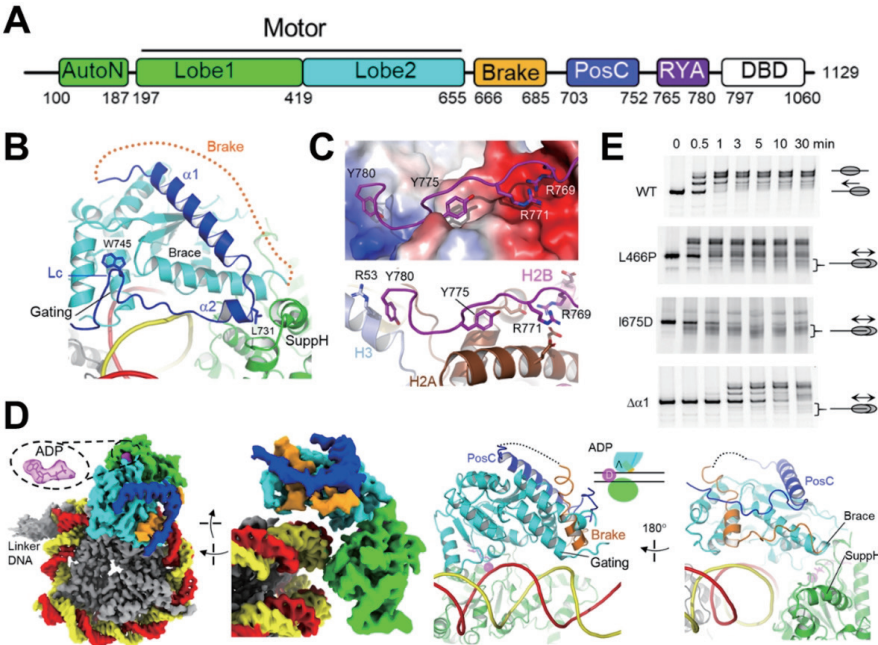 A
Motor
AutoN Lobe1 Lobe2 Brake PosC RYA DBD 1129
100 187 197 419 655 666 685 703 752 765 780 797 1060
B
Brake
α1
W745
Brace
Lc
Gating
α2
L731
SuppH
C
Y780 Y775 R769
R771
R53 Y780 H2B
Y775 R769
R771
H3
H2A
E
0 0.5 1 3 5 10 30 min
WT
L466P
I675D
Δα1
D
ADP
Linker
DNA
PosC
ADP
D
Brake
Gating
180°
PosC
Brace
SuppH